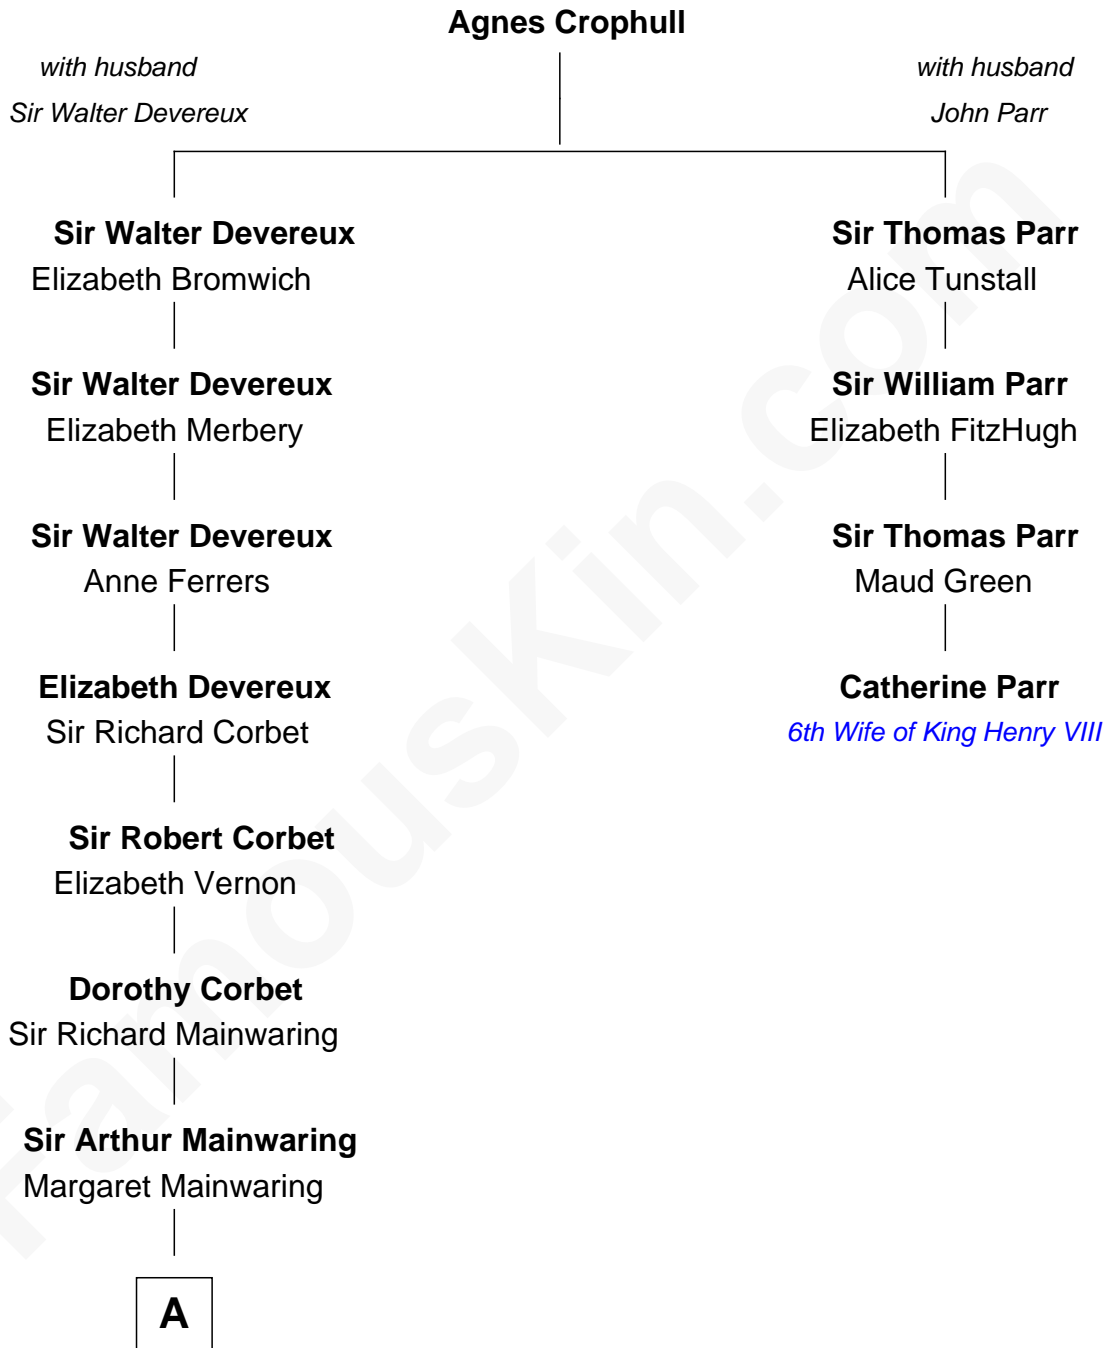 Agnes Crophull
with husband
Sir Walter Devereux
with husband
John Parr
Sir Walter Devereux
Elizabeth Bromwich
Sir Walter Devereux
Elizabeth Merbery
Sir Walter Devereux
Anne Ferrers
Elizabeth Devereux
Sir Richard Corbet
Sir Robert Corbet
Elizabeth Vernon
Dorothy Corbet
Sir Richard Mainwaring
Sir Arthur Mainwaring
Margaret Mainwaring
A
Sir Thomas Parr
Alice Tunstall
Sir William Parr
Elizabeth FitzHugh
Sir Thomas Parr
Maud Green
Catherine Parr
6th Wife of King Henry VIII
FamousKin.com